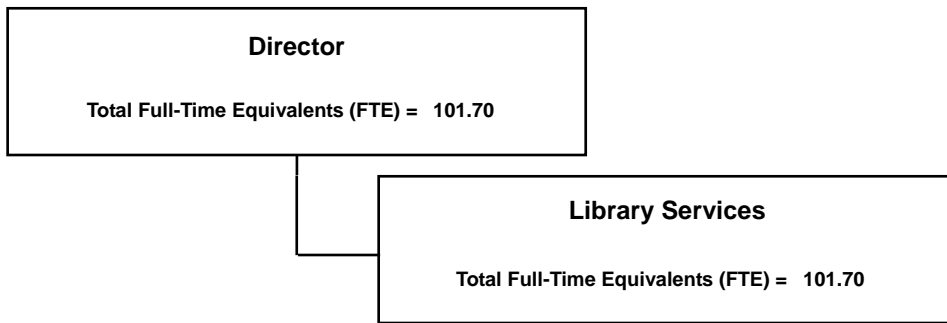 Director
Total Full-Time Equivalents (FTE) = 101.70
Library Services
Total Full-Time Equivalents (FTE) = 101.70